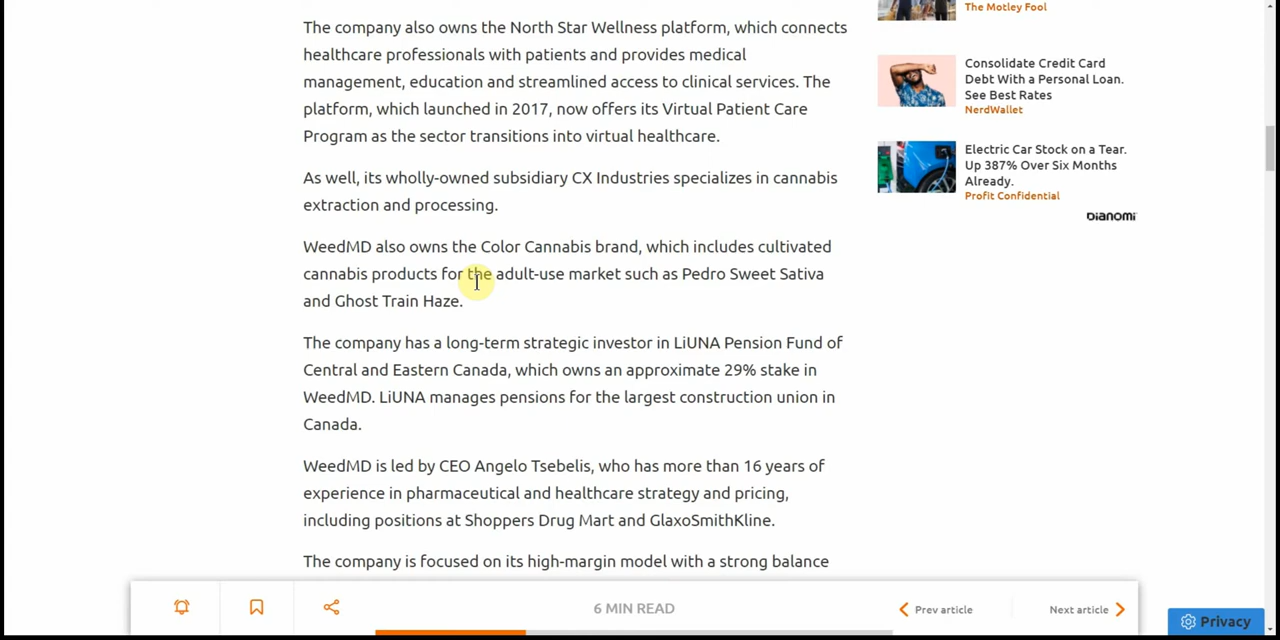 The company also owns the North Star Wellness platform, which connects
healthcare professionals with patients and provides medical
management, education and streamlined access to clinical services. The
platform, which launched in 2017, now offers its Virtual Patient Care
Program as the sector transitions into virtual healthcare.
As well, its wholly-owned subsidiary CX Industries specializes in cannabis
extraction and processing.
WeedMD also owns the Color Cannabis brand, which includes cultivated
cannabis products for the adult-use market such as Pedro Sweet Sativa
and Ghost Train Haze.
The company has a long-term strategic investor in LiUNA Pension Fund of
Central and Eastern Canada, which owns an approximate 29% stake in
WeedMD. LiUNA manages pensions for the largest construction union in
Canada.
WeedMD is led by CEO Angelo Tsebelis, who has more than 16 years of
experience in pharmaceutical and healthcare strategy and pricing,
including positions at Shoppers Drug Mart and GlaxoSmithKline.
The company is focused on its high-margin model with a strong balance
The Motley Fool
Consolidate Credit Card
Debt With a Personal Loan.
See Best Rates
NerdWallet
Electric Car Stock on a Tear.
Up 387% Over Six Months
Already.
Profit Confidential
Dianomi
6 MIN READ
Prev article
Next article
Privacy